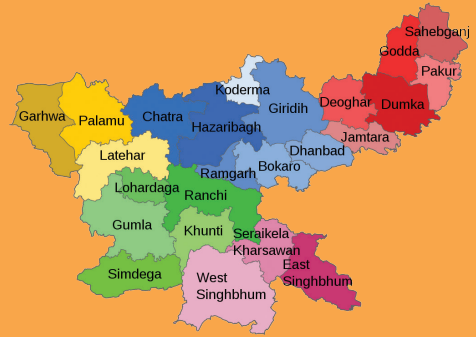 Sahebganj
Godda
Pakur
Koderma
Deoghar
Dumka
Giridih
Garhwa
Palamu
Chatra
Hazaribagh
Jamtara
Dhanbad
Latehar
Bokaro
Ramgarh
Lohardaga
Ranchi
Gumla
Khunti
Seraikela
Kharsawan
East
Singhbhum
Simdega
West
Singhbhum